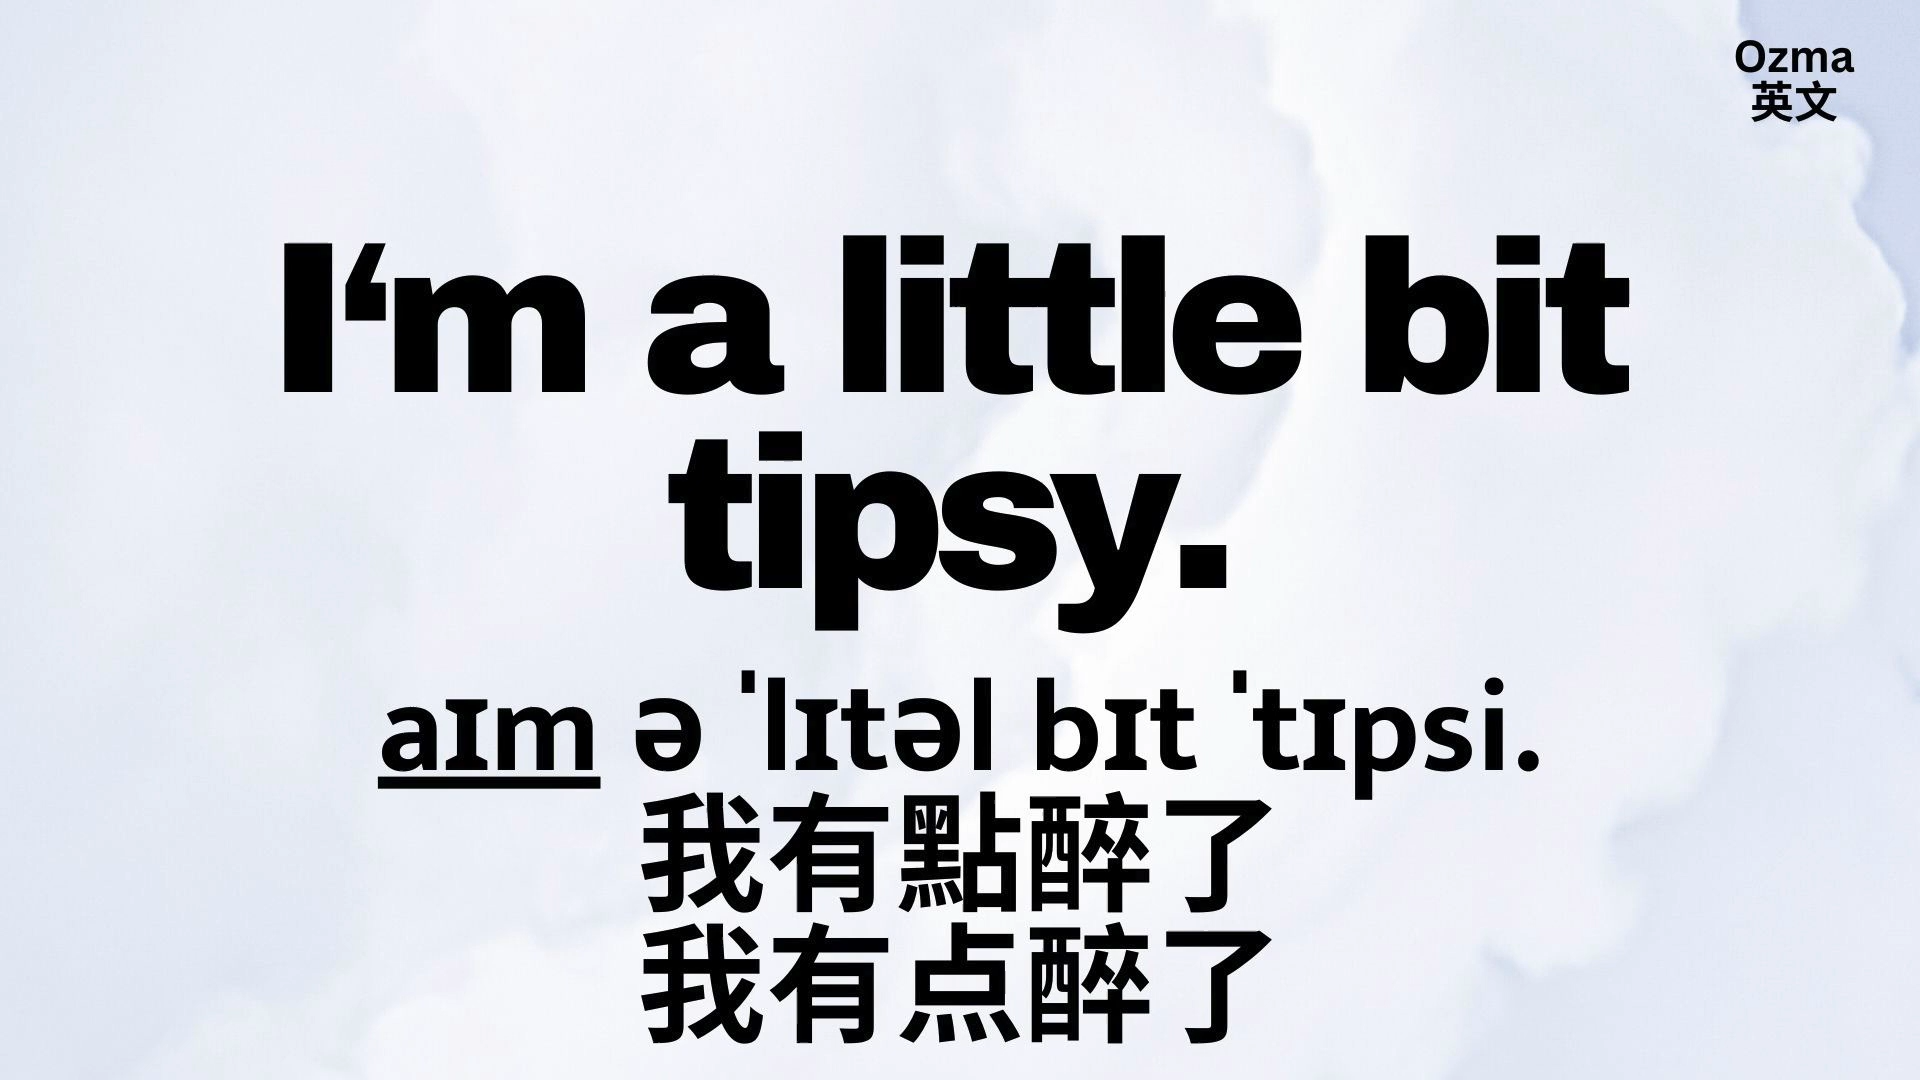 Ozma
英文
I‘m a little bit
tipsy.
aɪm ə ˈlɪtəl bɪt ˈtɪpsi.
我有點醉了
我有点醉了